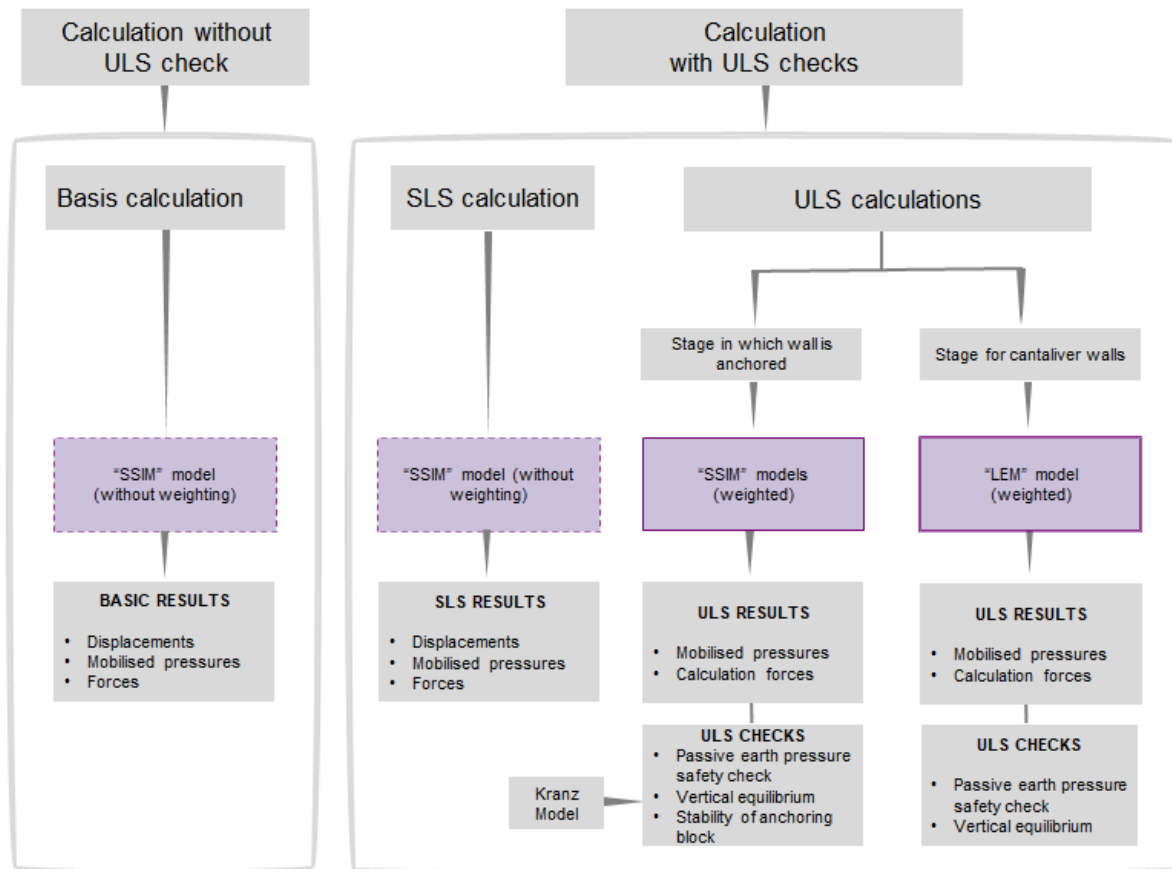 Calculation without
ULS check
Calculation
with ULS checks
Basis calculation
SLS calculation
ULS calculations
Stage in which wall is
anchored
Stage for cantaliver walls
“SSIM” model
(without weighting)
“SSIM” model (without
weighting)
“SSIM” models
(weighted)
“LEM” model
(weighted)
BASIC RESULTS
• Displacements
• Mobilised pressures
• Forces
SLS RESULTS
• Displacements
• Mobilised pressures
• Forces
ULS RESULTS
• Mobilised pressures
• Calculation forces
ULS RESULTS
• Mobilised pressures
• Calculation forces
Kranz
Model
ULS CHECKS
• Passive earth pressure
safety check
• Vertical equilibrium
• Stability of anchoring
block
ULS CHECKS
• Passive earth pressure
safety check
• Vertical equilibrium